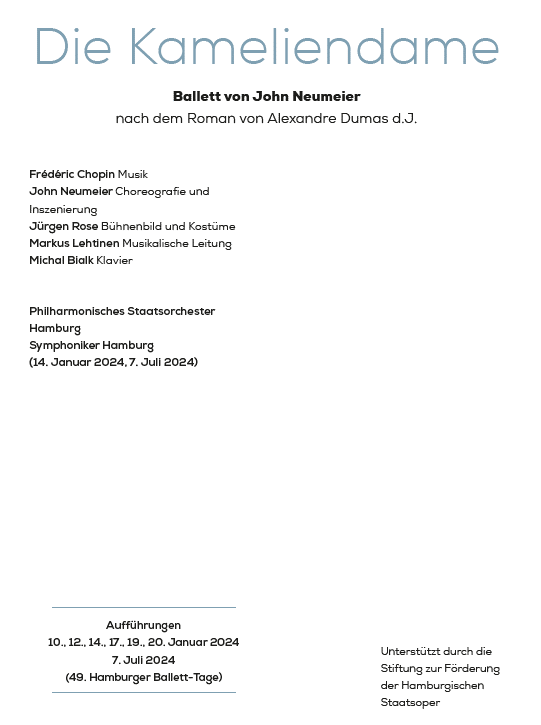 Die Kameliendame
Ballett von John Neumeier
nach dem Roman von Alexandre Dumas d.J.
Frédéric Chopin Musik
John Neumeier Choreografie und
Inszenierung
Jürgen Rose Bühnenbild und Kostüme
Markus Lehtinen Musikalische Leitung
Michal Bialk Klavier
Philharmonisches Staatsorchester
Hamburg
Symphoniker Hamburg
(14. Januar 2024, 7. Juli 2024)
Aufführungen
10., 12., 14., 17., 19., 20. Januar 2024
7. Juli 2024
(49. Hamburger Ballett-Tage)
Unterstützt durch die
Stiftung zur Förderung
der Hamburgischen
Staatsoper